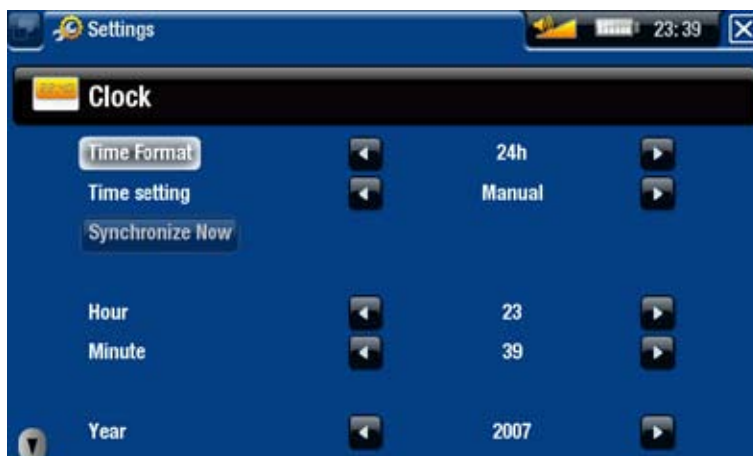 Settings 23:39
Clock
Time Format 24h
Time setting Manual
Synchronize Now
Hour 23
Minute 39
Year 2007